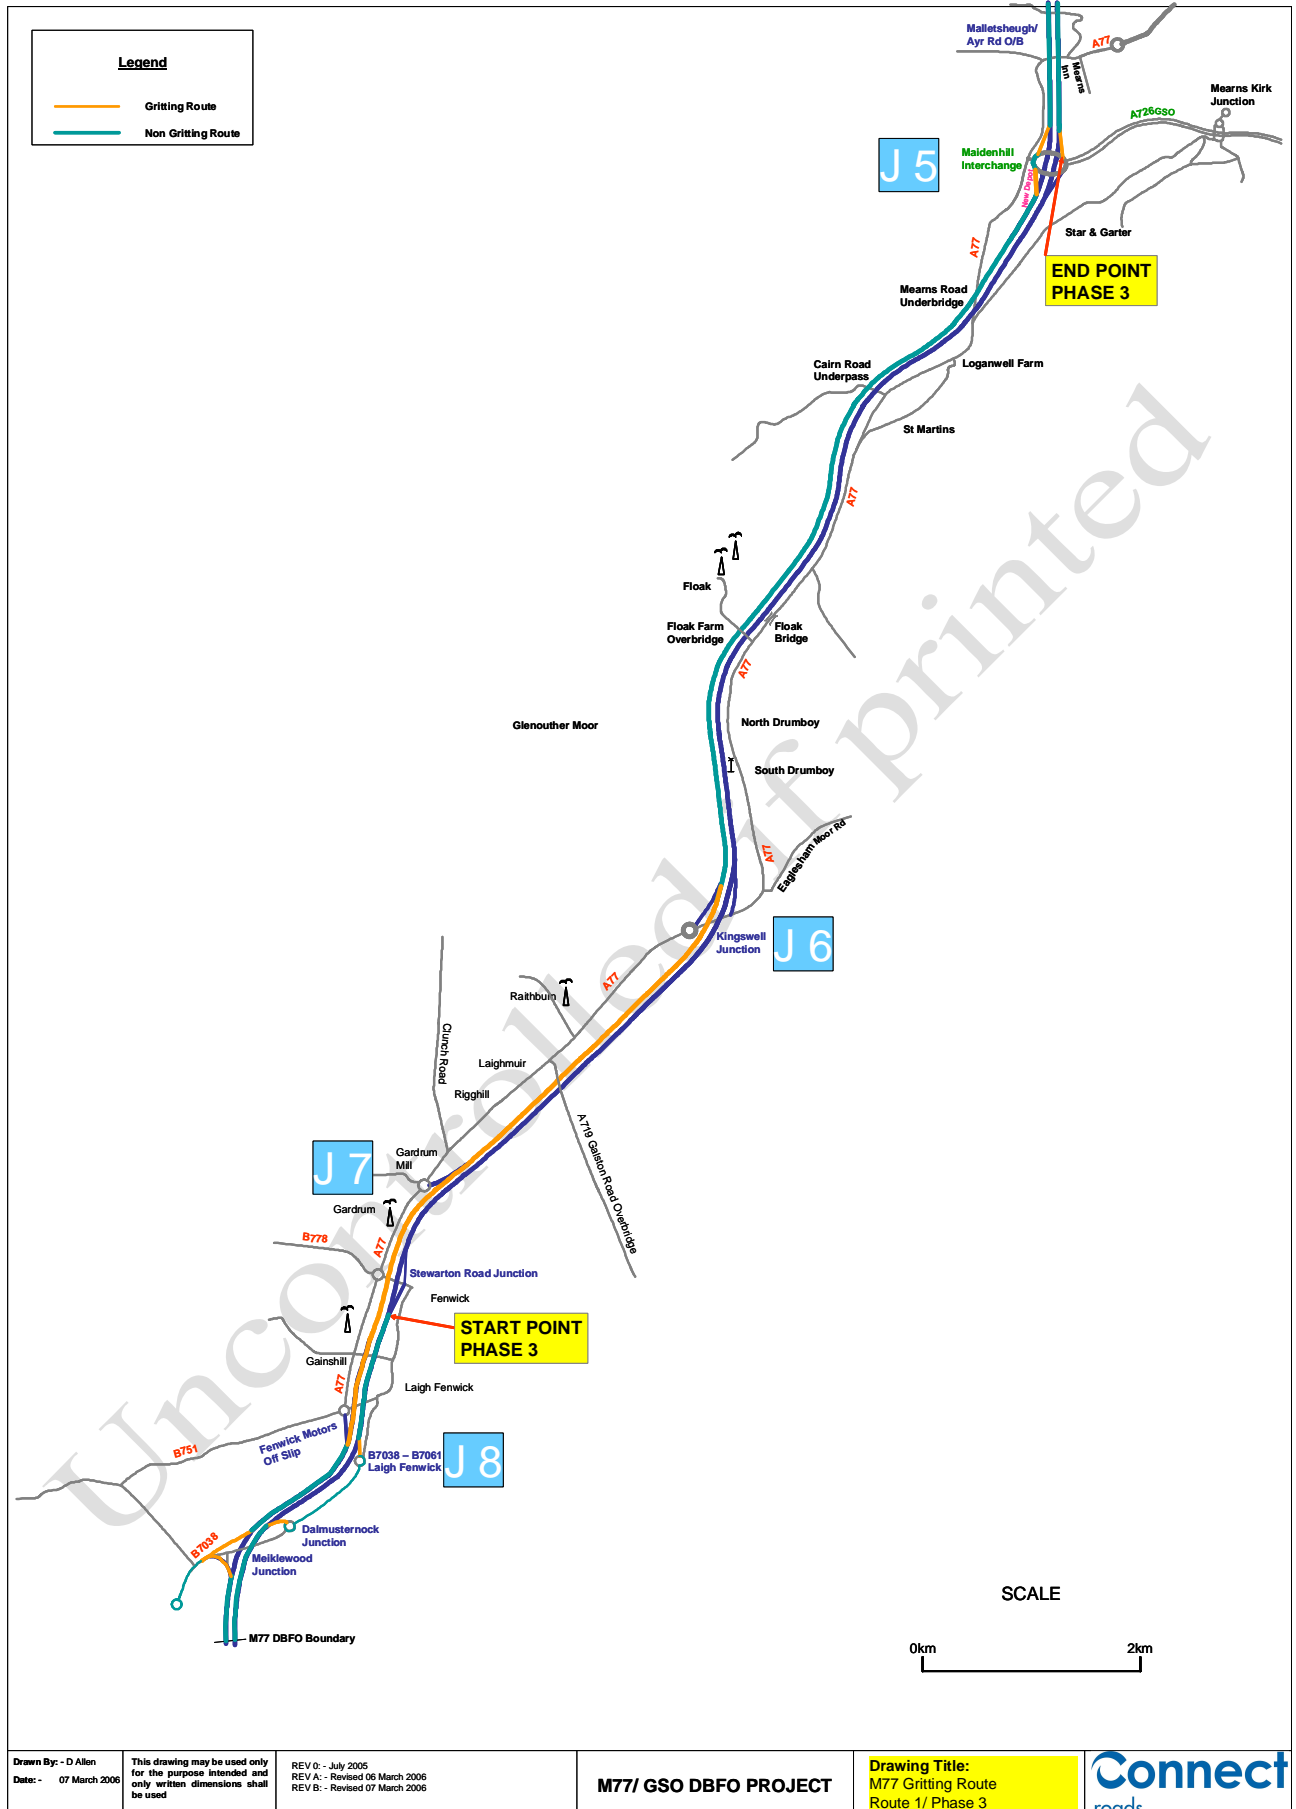 Legend
Gritting Route
Non Gritting Route
Malletsheugh/
Ayr Rd O/B
A77
Mearns
Inn
Mearns Kirk
Junction
A726GSO
J 5
Maidenhill
Interchange
New Depot
Star & Garter
A77
END POINT
PHASE 3
Mearns Road
Underbridge
Cairn Road
Underpass
Loganwell Farm
St Martins
A77
Floak
Floak Farm
Overbridge
Floak
Bridge
A77
Glenouther Moor
North Drumboy
South Drumboy
A77
Eaglesham Moor Rd
Kingswell
Junction
J 6
A77
Raithburn
Clunch Road
Laighmuir
Rigghill
A719 Galston Road Overbridge
J 7
Gardrum
Mill
Gardrum
B778
A77
Stewarton Road Junction
Fenwick
START POINT
PHASE 3
Gainshill
A77
Laigh Fenwick
B751
Fenwick Motors
Off Slip
B7038 – B7061
Laigh Fenwick
J 8
B7038
Dalmusternock
Junction
Meiklewood
Junction
M77 DBFO Boundary
SCALE
0km
2km
Uncontrolled if printed
Drawn By: - D Allen
Date: - 07 March 2006
This drawing may be used only
for the purpose intended and
only written dimensions shall
be used
REV 0: - July 2005
REV A: - Revised 06 March 2006
REV B: - Revised 07 March 2006
M77/ GSO DBFO PROJECT
Drawing Title:
M77 Gritting Route
Route 1/ Phase 3
Connect
roads